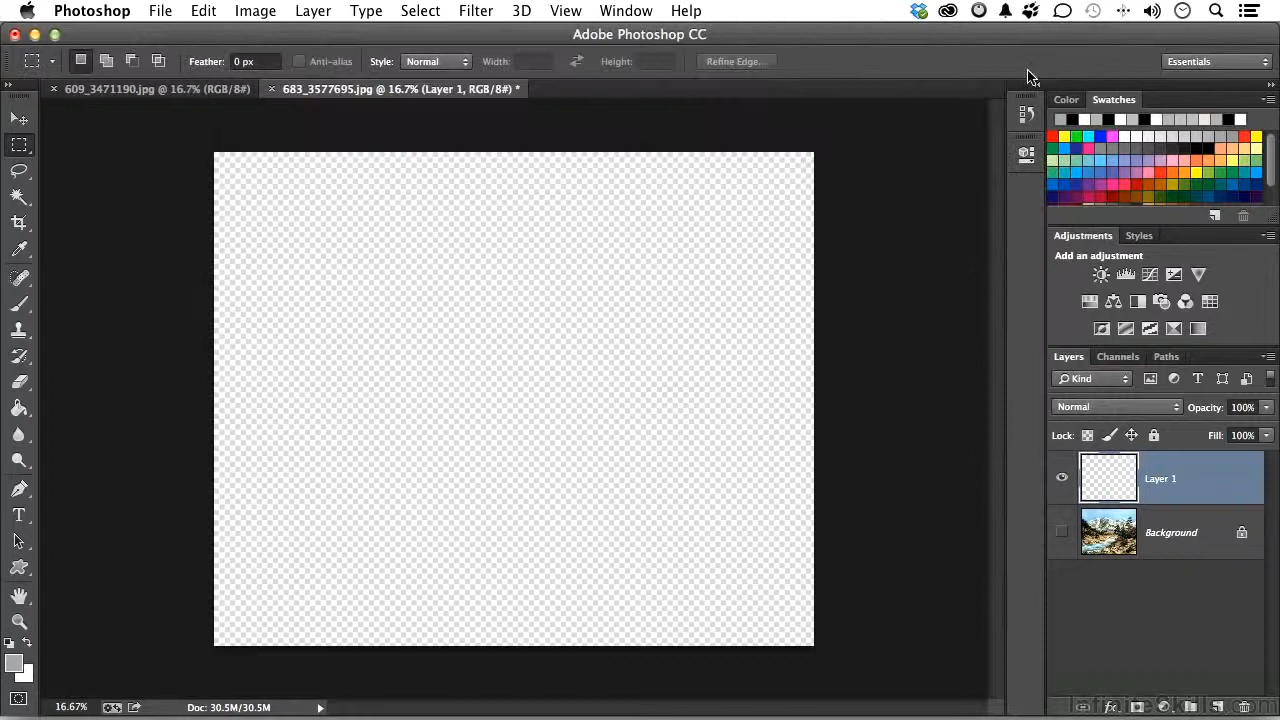 Photoshop File Edit Image Layer Type Select Filter 3D View Window Help
Adobe Photoshop CC
Feather: 0 px Anti-alias Style: Normal Width: Height: Refine Edge... Essentials
609_3471190.jpg @ 16.7% (RGB/8#) 683_3577695.jpg @ 16.7% (Layer 1, RGB/8#) *
Color Swatches
Adjustments Styles
Add an adjustment
Layers Channels Paths
Kind
Normal Opacity: 100%
Lock: Fill: 100%
Layer 1
Background
16.67% Doc: 30.5M/30.5M
InfiniteSkills.com